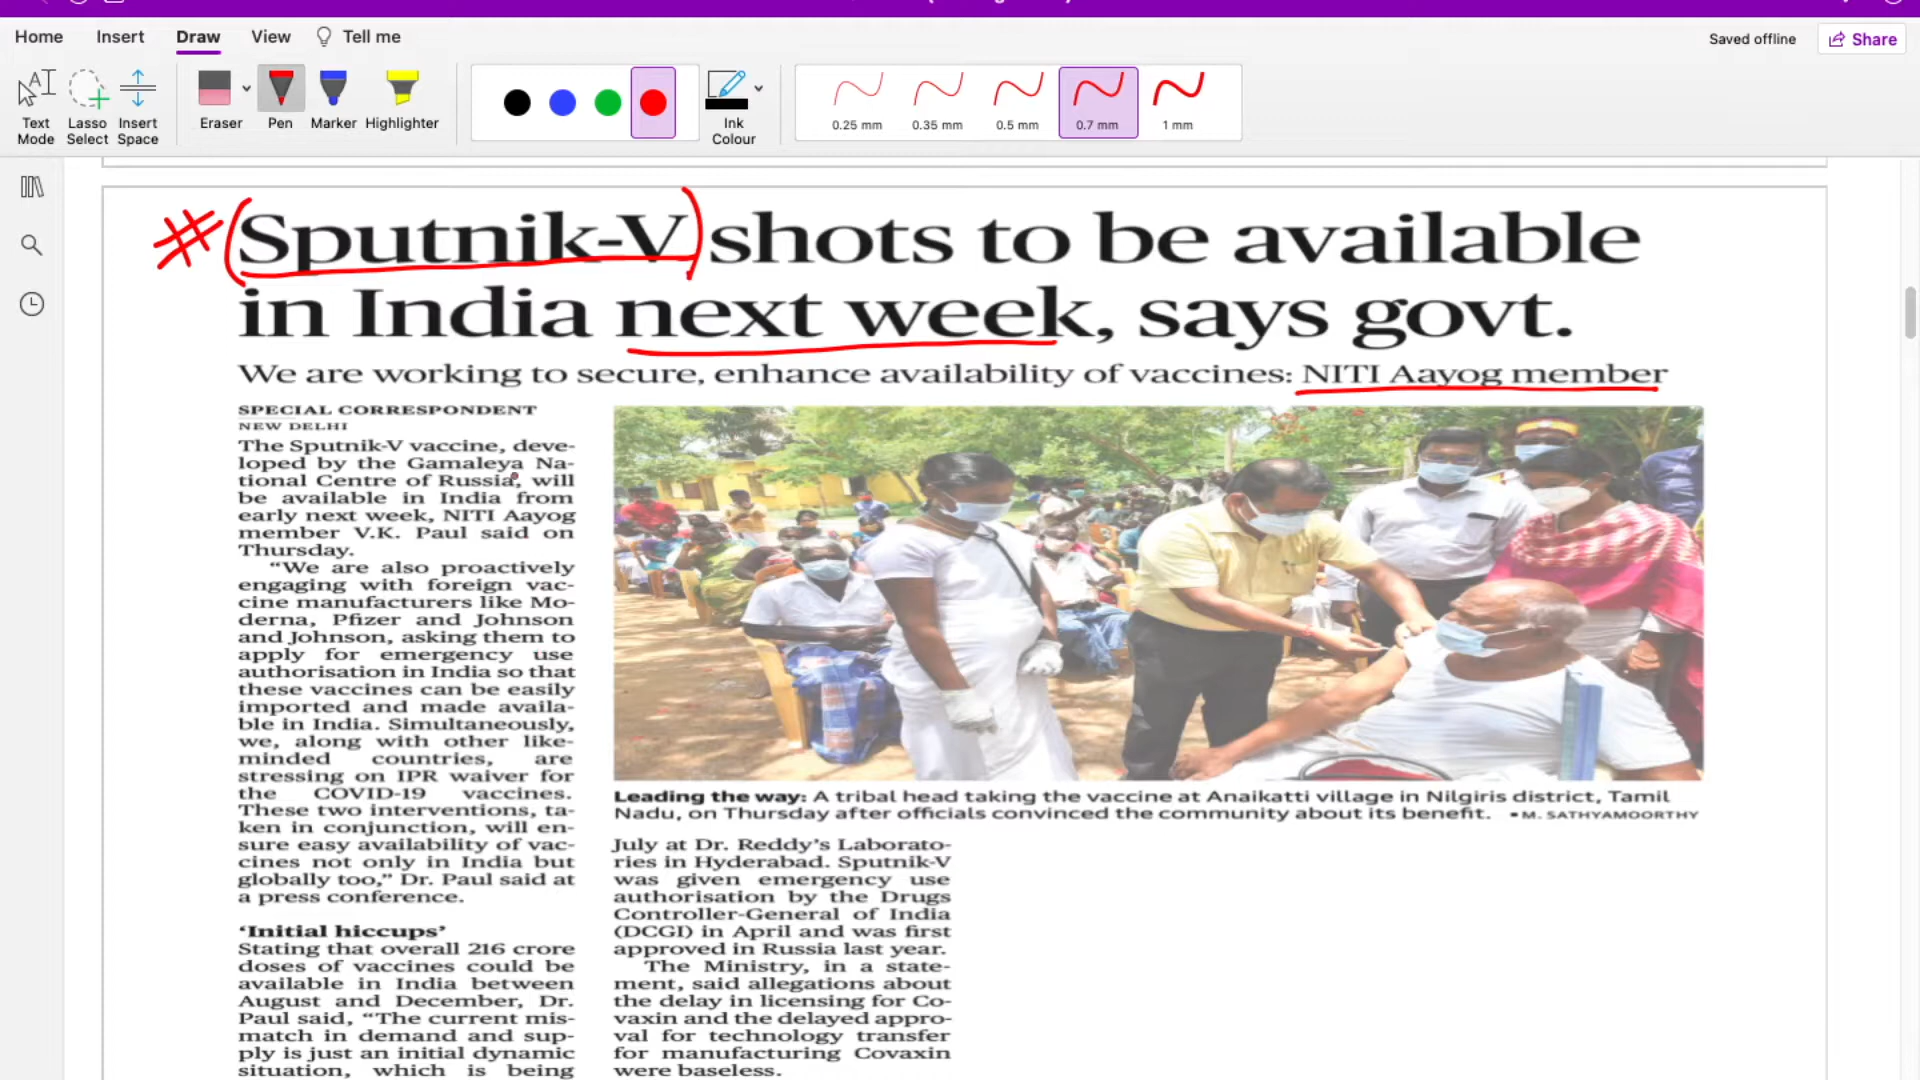 Home Insert Draw View Tell me
Saved offline Share
Text Mode
Lasso Select
Insert Space
Eraser
Pen
Marker
Highlighter
Ink Colour
0.25 mm
0.35 mm
0.5 mm
0.7 mm
1 mm
# (Sputnik-V) shots to be available
in India next week, says govt.
We are working to secure, enhance availability of vaccines: NITI Aayog member
SPECIAL CORRESPONDENT
NEW DELHI
The Sputnik-V vaccine, deve-
loped by the Gamaleya Na-
tional Centre of Russia, will
be available in India from
early next week, NITI Aayog
member V.K. Paul said on
Thursday.
“We are also proactively
engaging with foreign vac-
cine manufacturers like Mo-
derna, Pfizer and Johnson
and Johnson, asking them to
apply for emergency use
authorisation in India so that
these vaccines can be easily
imported and made availa-
ble in India. Simultaneously,
we, along with other like-
minded countries, are
stressing on IPR waiver for
the COVID-19 vaccines.
These two interventions, ta-
ken in conjunction, will en-
sure easy availability of vac-
cines not only in India but
globally too,” Dr. Paul said at
a press conference.
‘Initial hiccups’
Stating that overall 216 crore
doses of vaccines could be
available in India between
August and December, Dr.
Paul said, “The current mis-
match in demand and sup-
ply is just an initial dynamic
situation, which is being
Leading the way: A tribal head taking the vaccine at Anaikatti village in Nilgiris district, Tamil
Nadu, on Thursday after officials convinced the community about its benefit. • M. SATHYAMOORTHY
July at Dr. Reddy’s Laborato-
ries in Hyderabad. Sputnik-V
was given emergency use
authorisation by the Drugs
Controller-General of India
(DCGI) in April and was first
approved in Russia last year.
The Ministry, in a state-
ment, said allegations about
the delay in licensing for Co-
vaxin and the delayed appro-
val for technology transfer
for manufacturing Covaxin
were baseless.